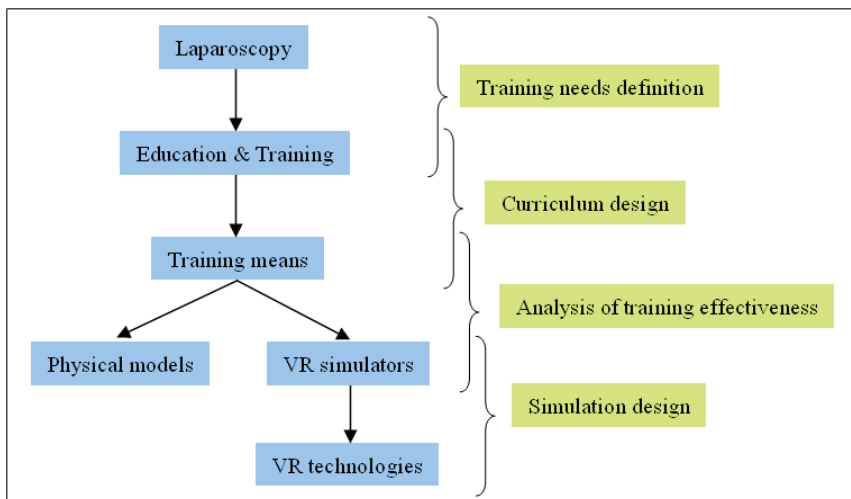 Laparoscopy
Training needs definition
Education & Training
Curriculum design
Training means
Analysis of training effectiveness
Physical models
VR simulators
Simulation design
VR technologies